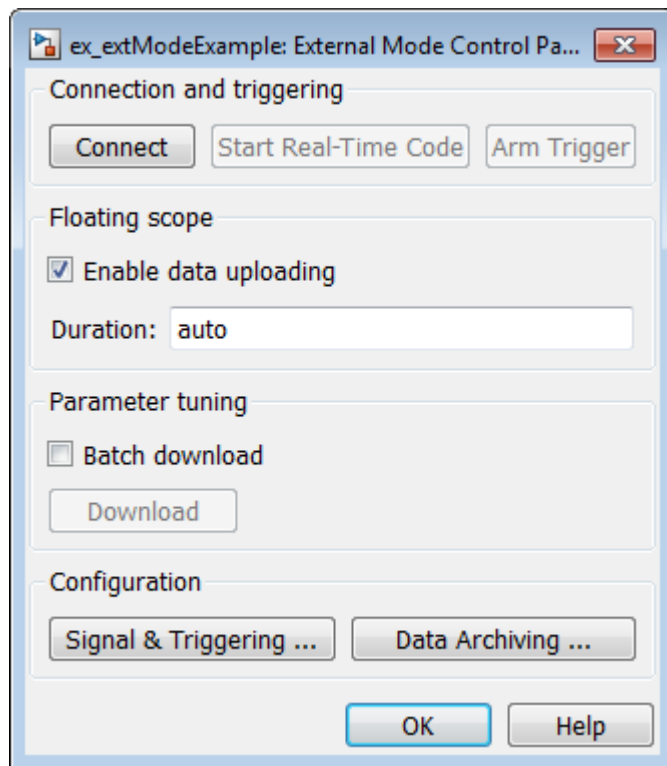 ex_extModeExample: External Mode Control Pa...
Connection and triggering
Connect Start Real-Time Code Arm Trigger
Floating scope
Enable data uploading
Duration: auto
Parameter tuning
Batch download
Download
Configuration
Signal & Triggering ... Data Archiving ...
OK Help